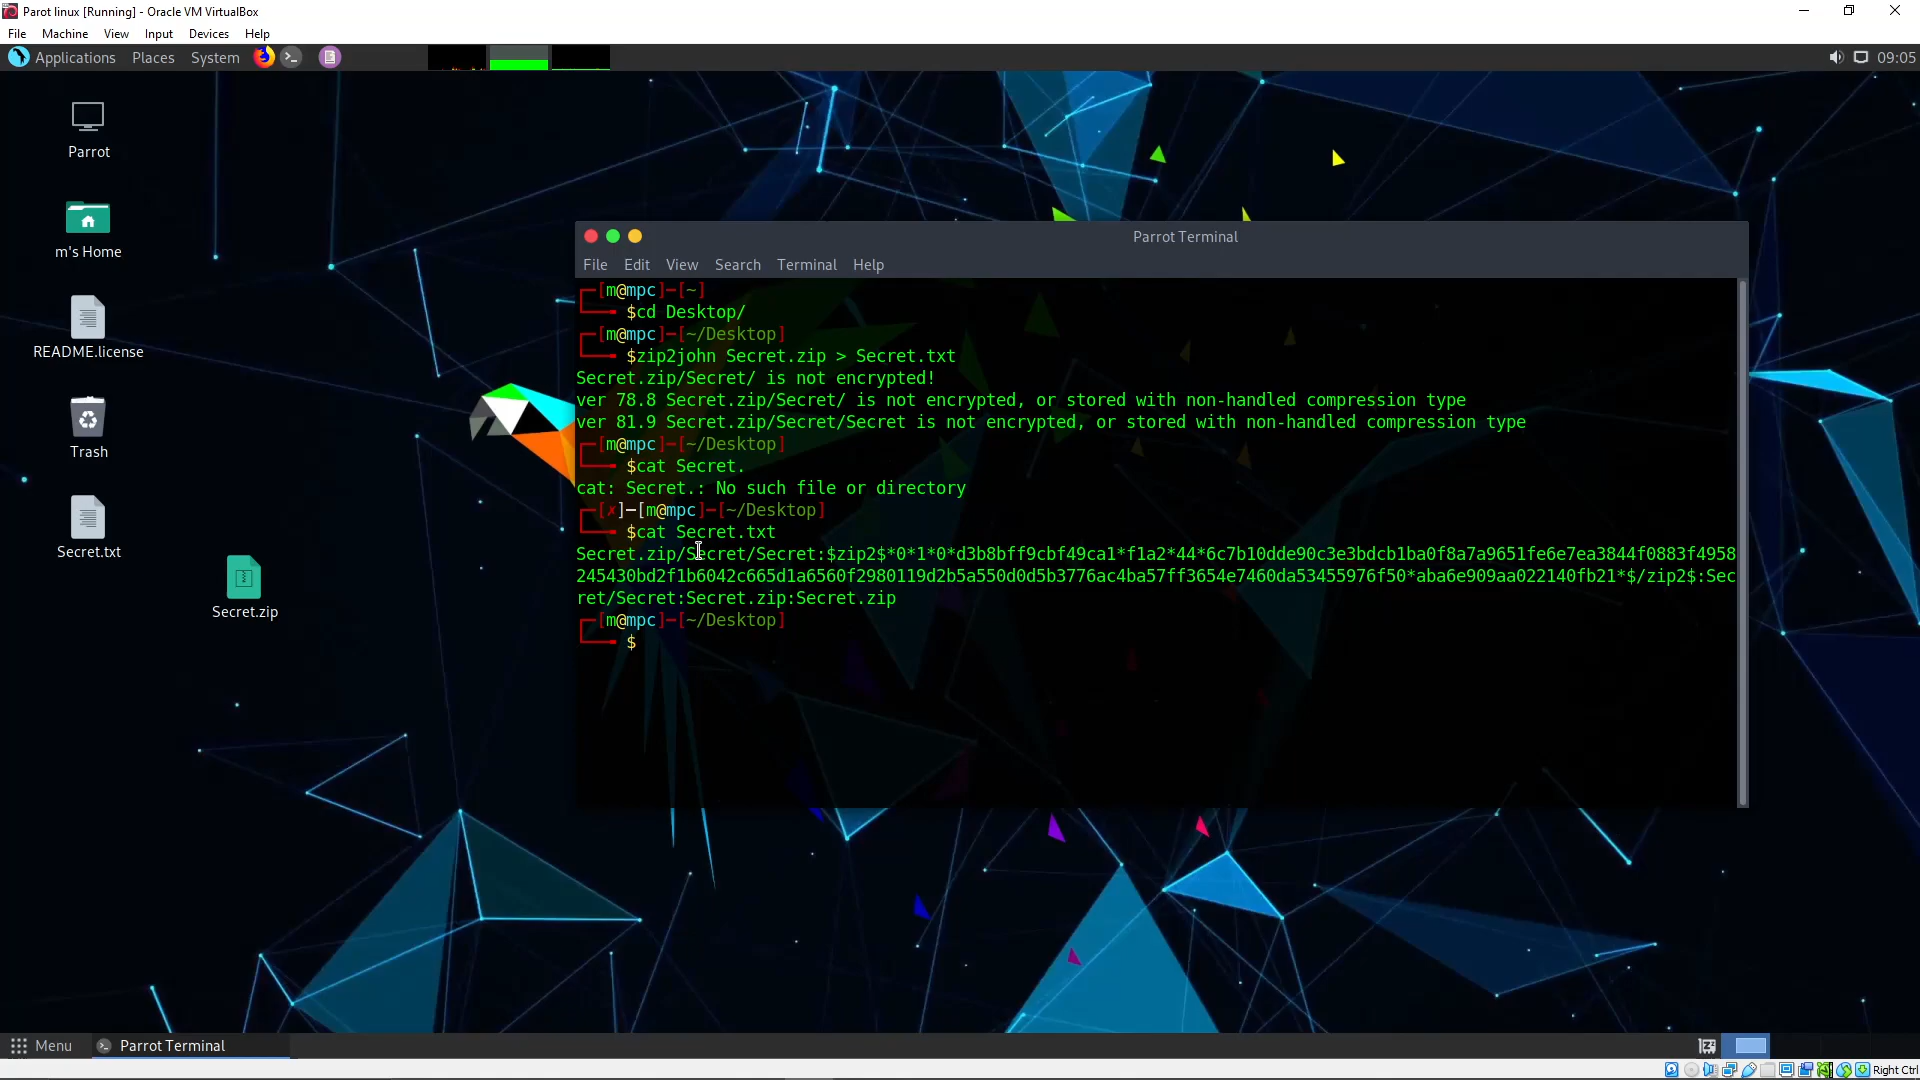 Parot linux [Running] - Oracle VM VirtualBox
File Machine View Input Devices Help
Applications Places System
09:05
Parrot
m's Home
README.license
Trash
Secret.txt
Secret.zip
Parrot Terminal
File Edit View Search Terminal Help
┌─[m@mpc]─[~]
└──╼ $cd Desktop/
┌─[m@mpc]─[~/Desktop]
└──╼ $zip2john Secret.zip > Secret.txt
Secret.zip/Secret/ is not encrypted!
ver 78.8 Secret.zip/Secret/ is not encrypted, or stored with non-handled compression type
ver 81.9 Secret.zip/Secret/Secret is not encrypted, or stored with non-handled compression type
┌─[m@mpc]─[~/Desktop]
└──╼ $cat Secret.
cat: Secret.: No such file or directory
┌─[✗]─[m@mpc]─[~/Desktop]
└──╼ $cat Secret.txt
Secret.zip/Secret/Secret:$zip2$*0*1*0*d3b8bff9cbf49ca1*f1a2*44*6c7b10dde90c3e3bdcb1ba0f8a7a9651fe6e7ea3844f0883f4958
245430bd2f1b6042c665d1a6560f2980119d2b5a550d0d5b3776ac4ba57ff3654e7460da53455976f50*aba6e909aa022140fb21*$/zip2$:Sec
ret/Secret:Secret.zip:Secret.zip
┌─[m@mpc]─[~/Desktop]
└──╼ $
Menu
Parrot Terminal
Right Ctrl